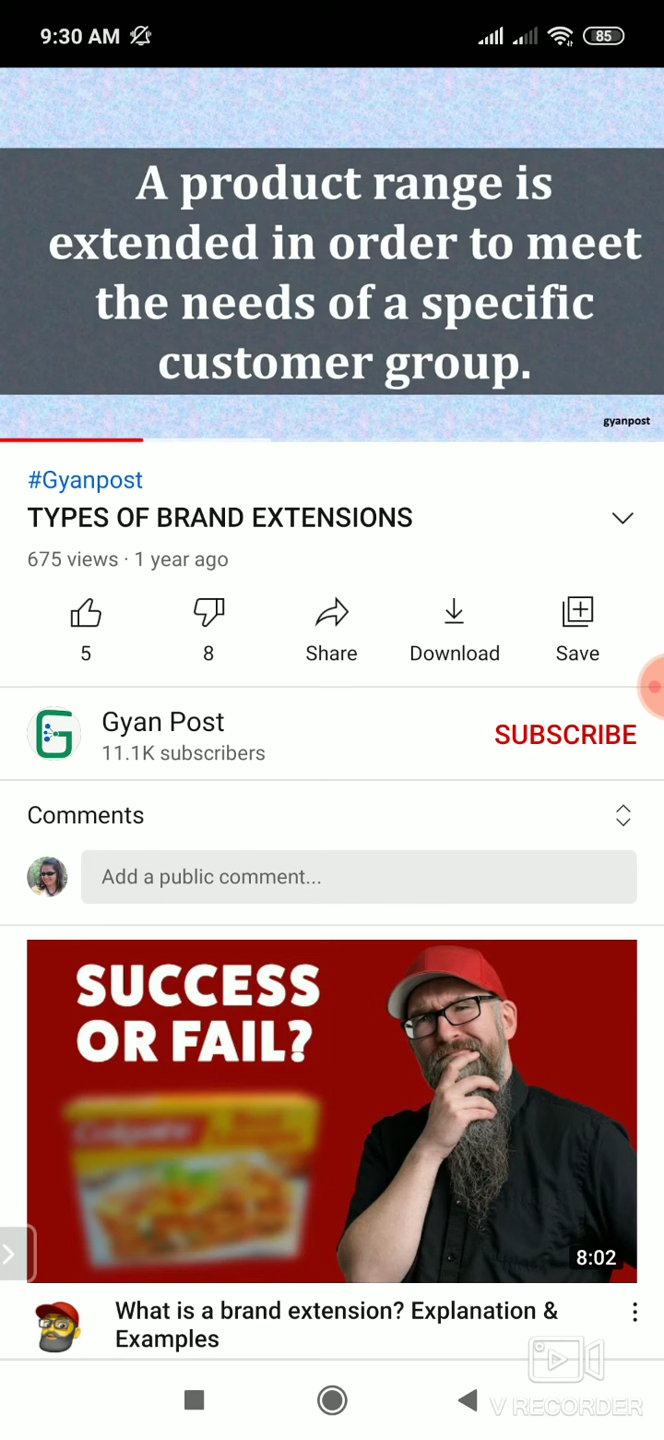 9:30 AM
85
A product range is
extended in order to meet
the needs of a specific
customer group.
gyanpost
#Gyanpost
TYPES OF BRAND EXTENSIONS
675 views · 1 year ago
5
8
Share
Download
Save
Gyan Post
11.1K subscribers
SUBSCRIBE
Comments
Add a public comment...
SUCCESS
OR FAIL?
Colgate
8:02
What is a brand extension? Explanation &
Examples
V RECORDER